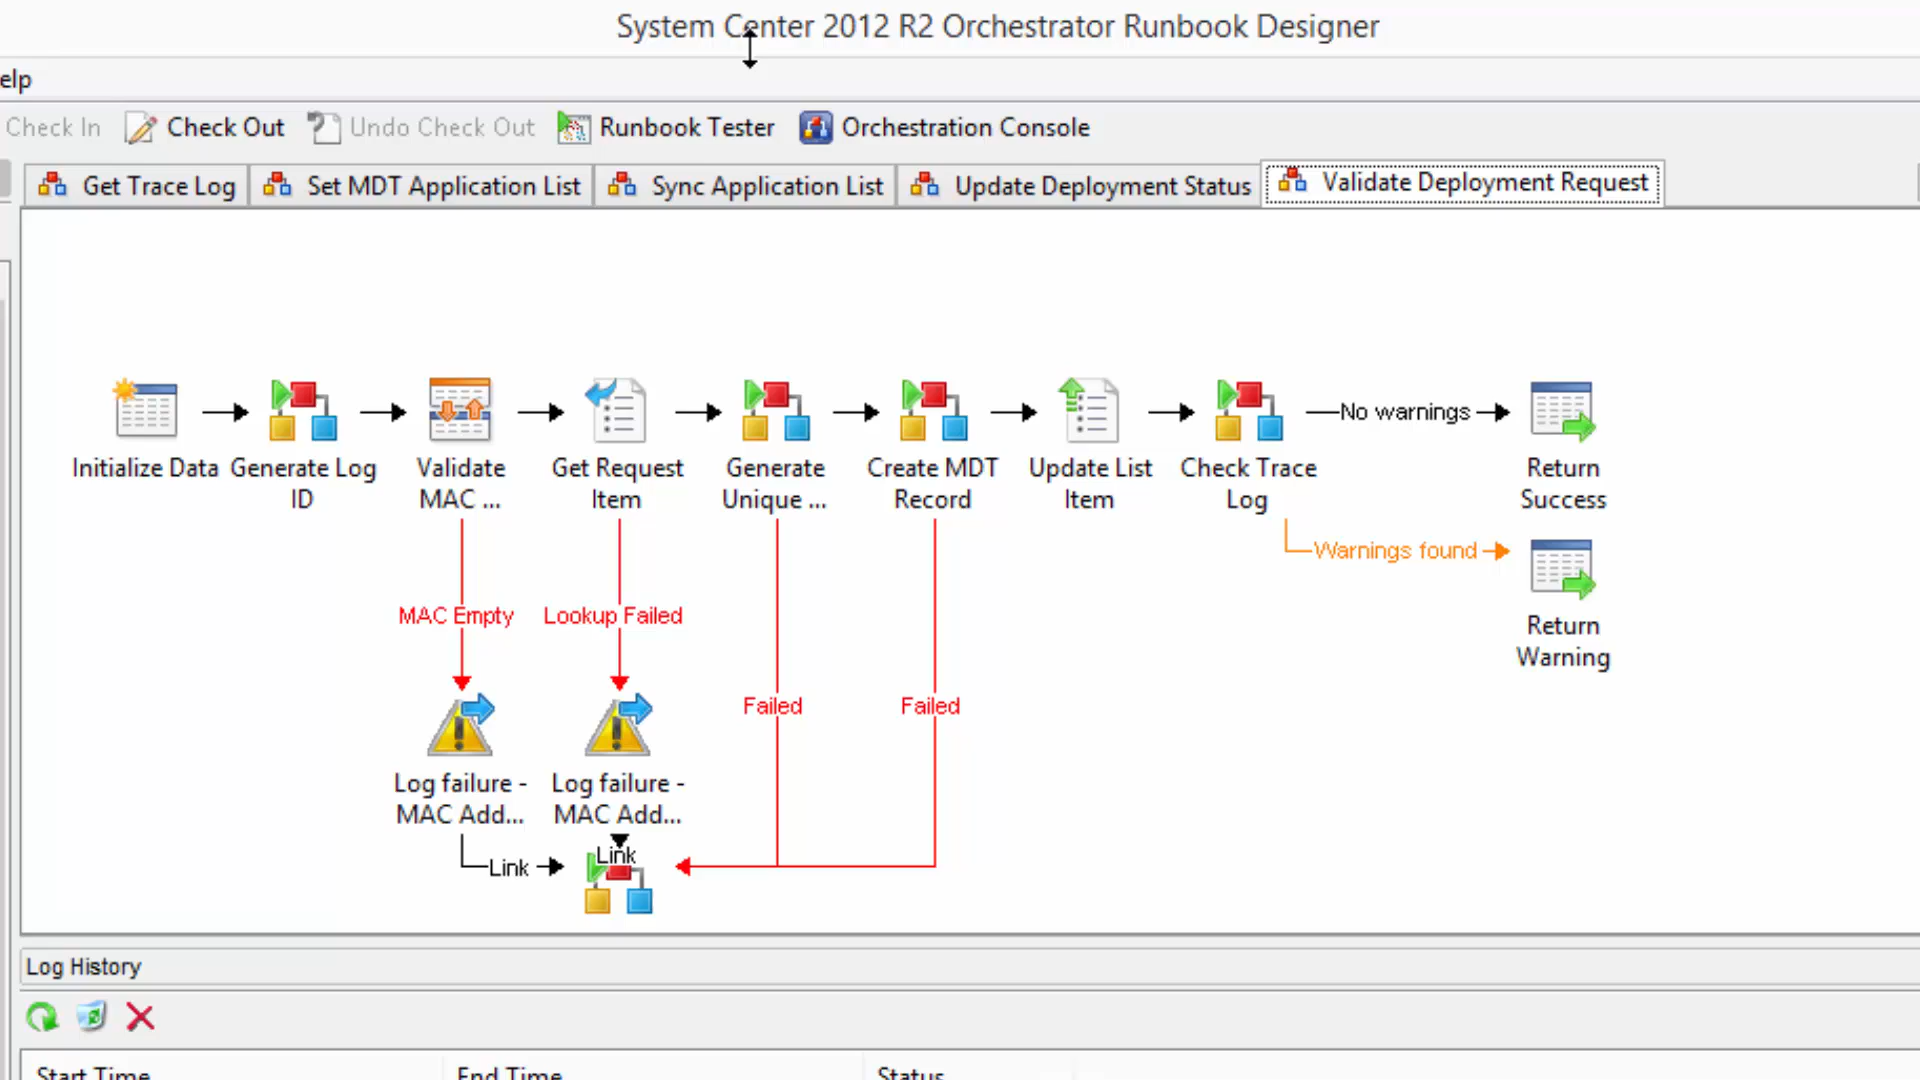 System Center 2012 R2 Orchestrator Runbook Designer
elp
Check In Check Out Undo Check Out Runbook Tester Orchestration Console
Get Trace Log Set MDT Application List Sync Application List Update Deployment Status Validate Deployment Request
No warnings
Initialize Data
Generate Log
ID
Validate
MAC ...
Get Request
Item
Generate
Unique ...
Create MDT
Record
Update List
Item
Check Trace
Log
Return
Success
Warnings found
Return
Warning
MAC Empty
Lookup Failed
Failed
Failed
Log failure -
MAC Add...
Log failure -
MAC Add...
Link
Link
Log History
Start Time End Time Status